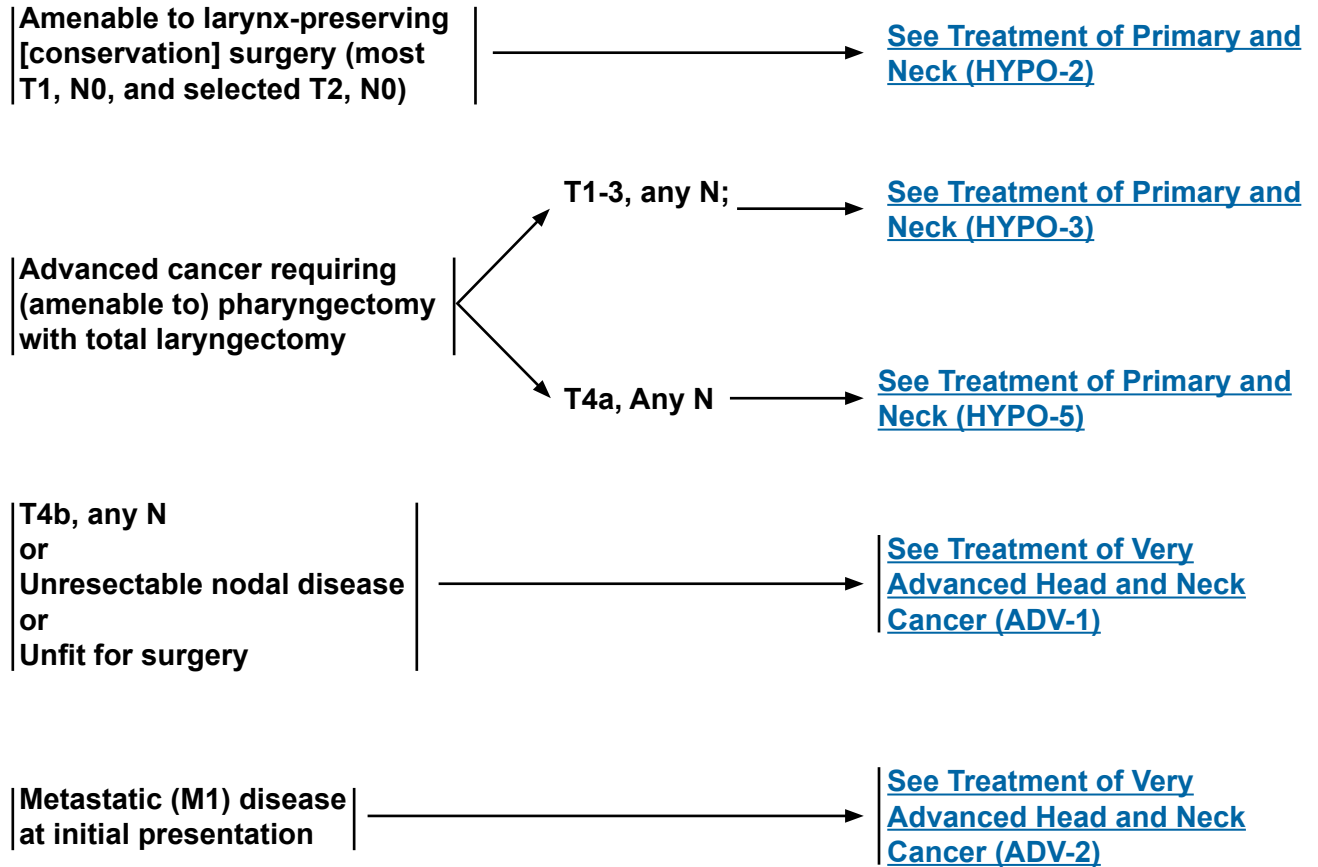 Amenable to larynx-preserving
[conservation] surgery (most
T1, N0, and selected T2, N0)
See Treatment of Primary and
Neck (HYPO-2)
T1-3, any N;
See Treatment of Primary and
Neck (HYPO-3)
Advanced cancer requiring
(amenable to) pharyngectomy
with total laryngectomy
T4a, Any N
See Treatment of Primary and
Neck (HYPO-5)
T4b, any N
or
Unresectable nodal disease
or
Unfit for surgery
See Treatment of Very
Advanced Head and Neck
Cancer (ADV-1)
Metastatic (M1) disease
at initial presentation
See Treatment of Very
Advanced Head and Neck
Cancer (ADV-2)